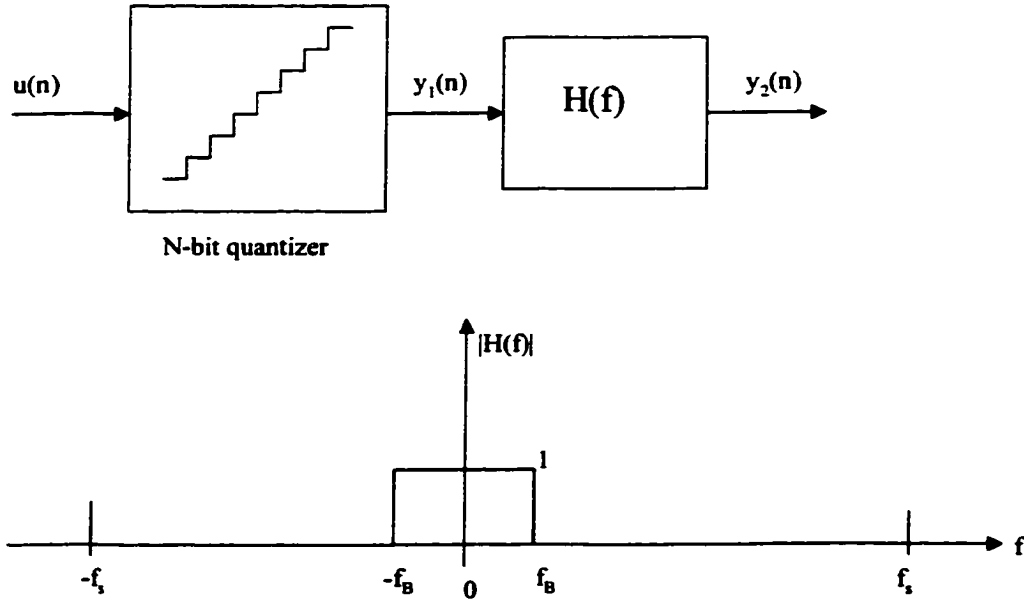 u(n)
y₁(n)
H(f)
y₂(n)
N-bit quantizer
|H(f)|
1
-fₛ
-f_B
0
f_B
fₛ
f